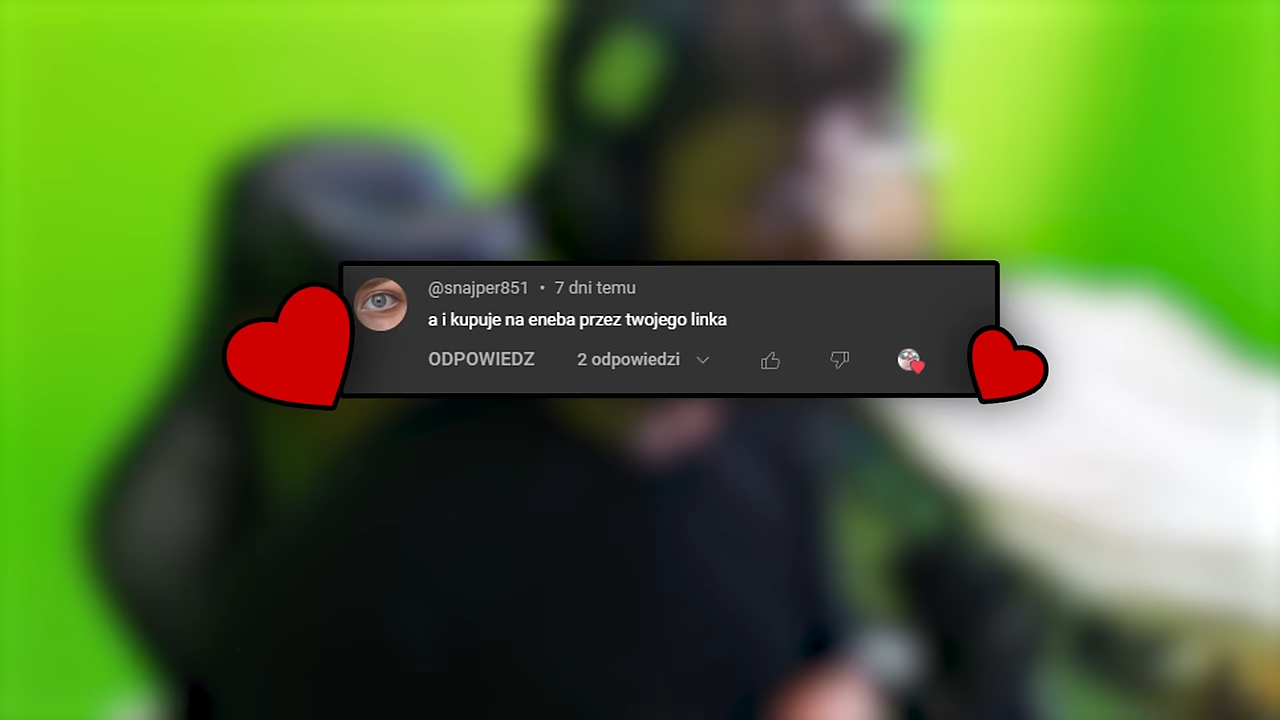 @snajper851 • 7 dni temu
a i kupuje na eneba przez twojego linka
ODPOWIEDZ 2 odpowiedzi